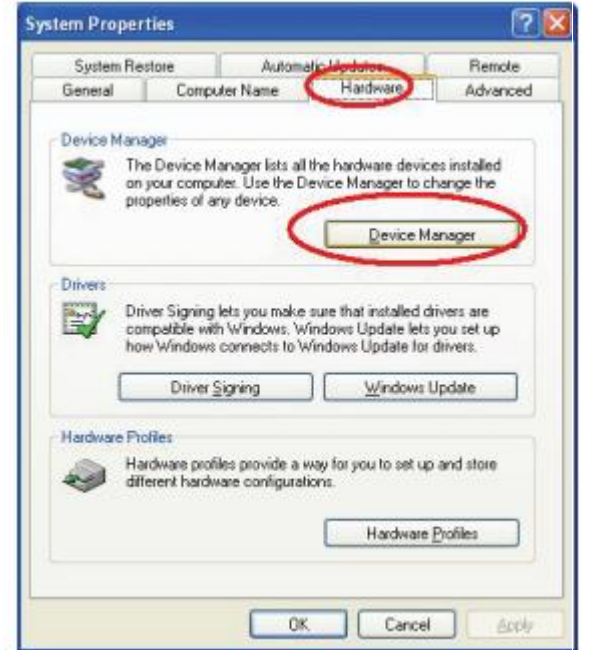 System Properties
System Restore Automatic Updates Remote
General Computer Name Hardware Advanced
Device Manager
The Device Manager lists all the hardware devices installed
on your computer. Use the Device Manager to change the
properties of any device.
Device Manager
Drivers
Driver Signing lets you make sure that installed drivers are
compatible with Windows. Windows Update lets you set up
how Windows connects to Windows Update for drivers.
Driver Signing Windows Update
Hardware Profiles
Hardware profiles provide a way for you to set up and store
different hardware configurations.
Hardware Profiles
OK Cancel Apply